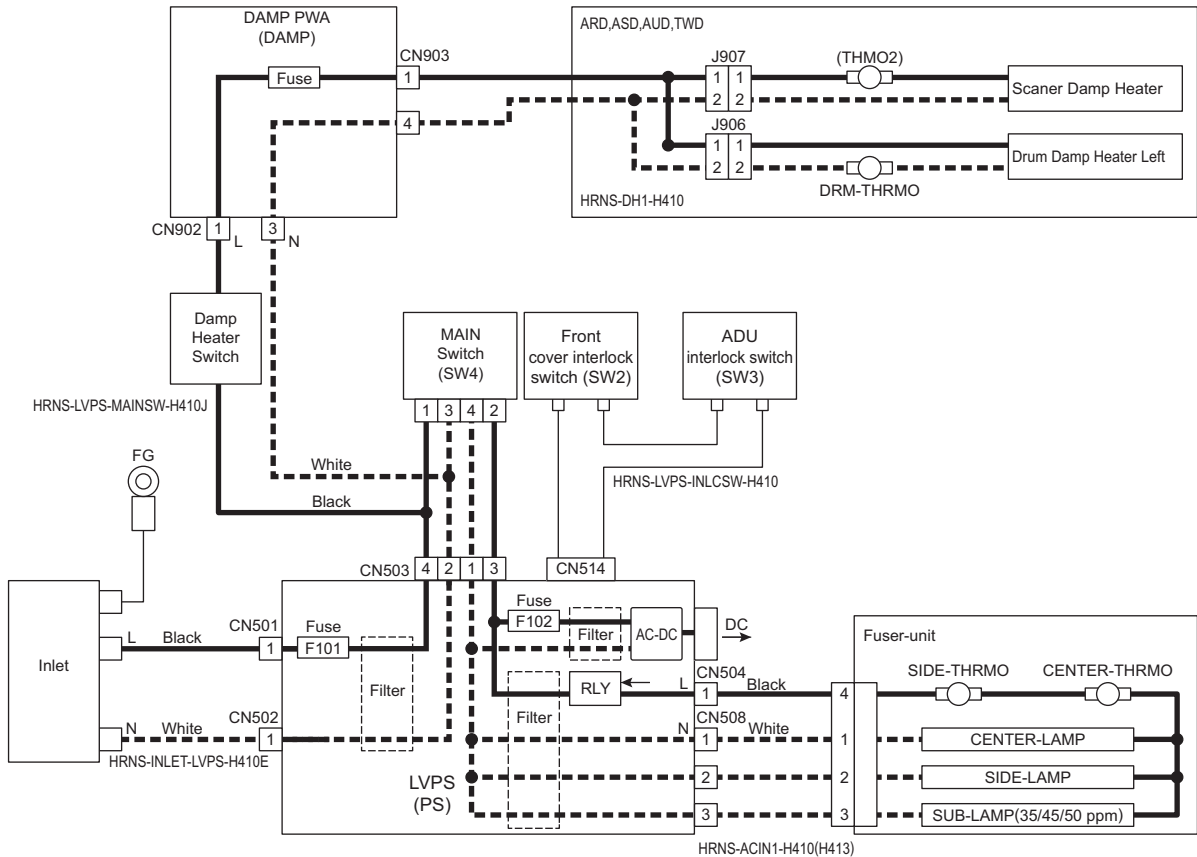 DAMP PWA
(DAMP)
Fuse
CN903
1
4
CN902
1
L
3
N
ARD,ASD,AUD,TWD
J907
1 1
2 2
(THMO2)
Scaner Damp Heater
J906
1 1
2 2
DRM-THRMO
Drum Damp Heater Left
HRNS-DH1-H410
Damp
Heater
Switch
HRNS-LVPS-MAINSW-H410J
MAIN
Switch
(SW4)
1 3 4 2
Front
cover interlock
switch (SW2)
ADU
interlock switch
(SW3)
HRNS-LVPS-INLCSW-H410
White
Black
FG
CN503
4 2 1 3
CN514
Inlet
L
Black
CN501
1
Fuse
F101
Filter
N
White
CN502
1
HRNS-INLET-LVPS-H410E
Fuse
F102
Filter
AC-DC
DC
RLY
Filter
LVPS
(PS)
L
CN504
1
Black
4
N
CN508
1
White
1
2
2
3
3
HRNS-ACIN1-H410(H413)
Fuser-unit
SIDE-THRMO
CENTER-THRMO
CENTER-LAMP
SIDE-LAMP
SUB-LAMP(35/45/50 ppm)